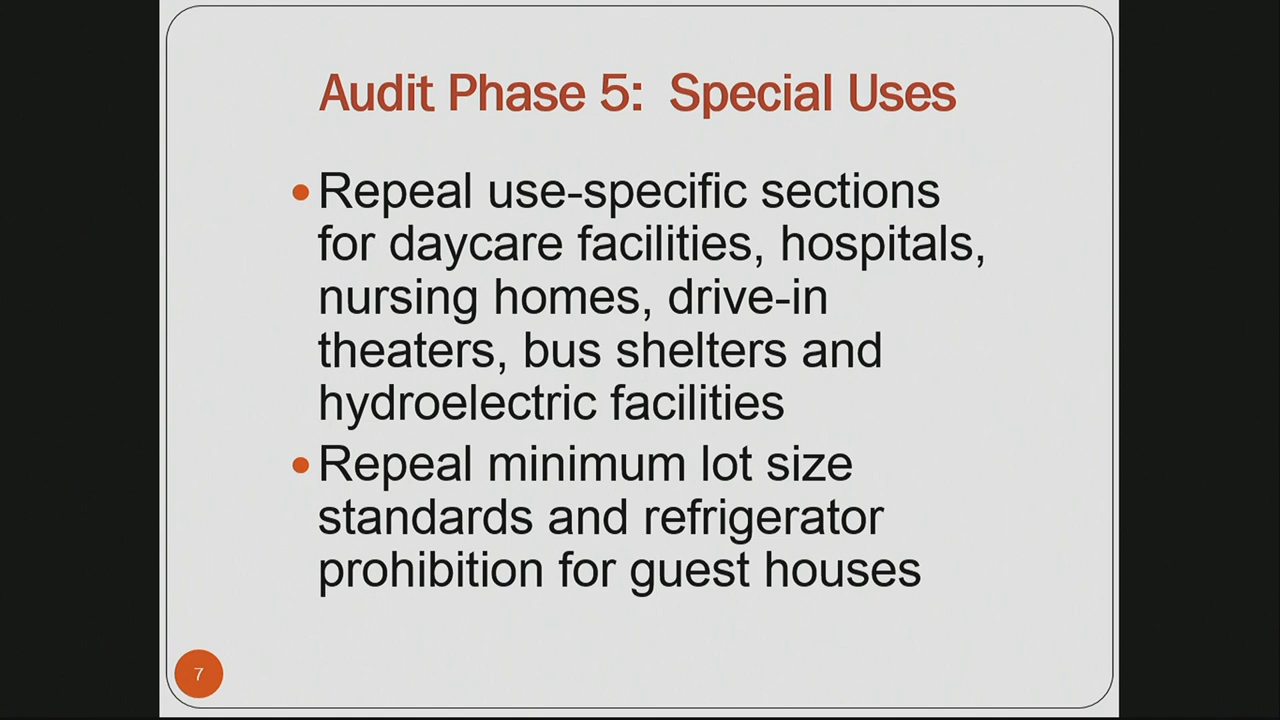 Audit Phase 5:  Special Uses
• Repeal use-specific sections
for daycare facilities, hospitals,
nursing homes, drive-in
theaters, bus shelters and
hydroelectric facilities
• Repeal minimum lot size
standards and refrigerator
prohibition for guest houses
7